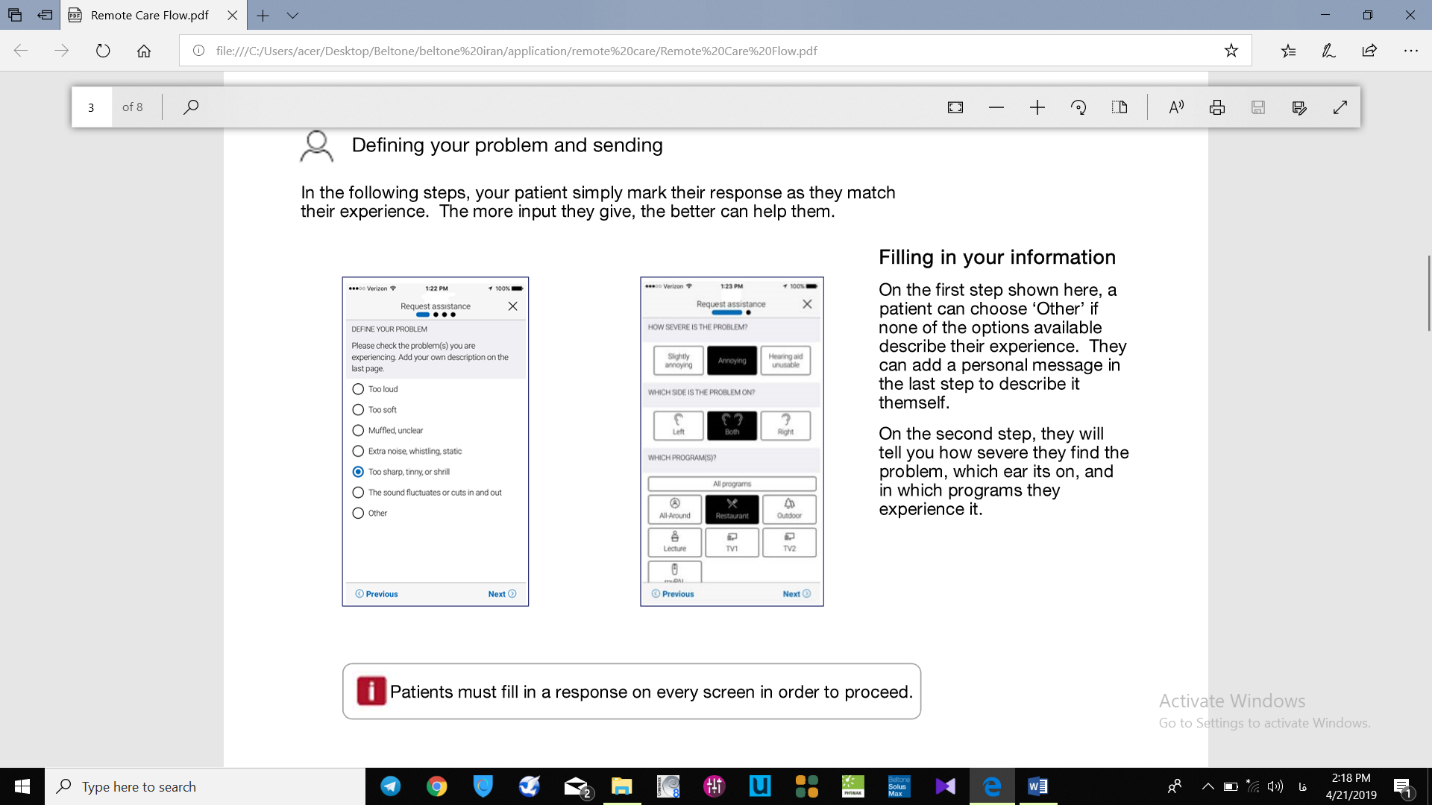 Remote Care Flow.pdf
file:///C:/Users/acer/Desktop/Beltone/beltone%20iran/application/remote%20care/Remote%20Care%20Flow.pdf
3 of 8
Defining your problem and sending
In the following steps, your patient simply mark their response as they match
their experience. The more input they give, the better can help them.
Verizon 1:22 PM 100%
Request assistance
DEFINE YOUR PROBLEM
Please check the problem(s) you are
experiencing. Add your own description on the
last page.
Too loud
Too soft
Muffled, unclear
Extra noise, whistling, static
Too sharp, tinny, or shrill
The sound fluctuates or cuts in and out
Other
Previous Next
Verizon 1:23 PM 100%
Request assistance
HOW SEVERE IS THE PROBLEM?
Slightly
annoying
Annoying
Hearing aid
unusable
WHICH SIDE IS THE PROBLEM ON?
Left Both Right
WHICH PROGRAM(S)?
All programs
All-Around Restaurant Outdoor
Lecture TV1 TV2
Previous Next
Filling in your information
On the first step shown here, a
patient can choose ‘Other’ if
none of the options available
describe their experience. They
can add a personal message in
the last step to describe it
themself.
On the second step, they will
tell you how severe they find the
problem, which ear its on, and
in which programs they
experience it.
i Patients must fill in a response on every screen in order to proceed.
Activate Windows
Go to Settings to activate Windows.
Type here to search
2
8
U
Beltone
Solus
Max
فا
2:18 PM
4/21/2019
1